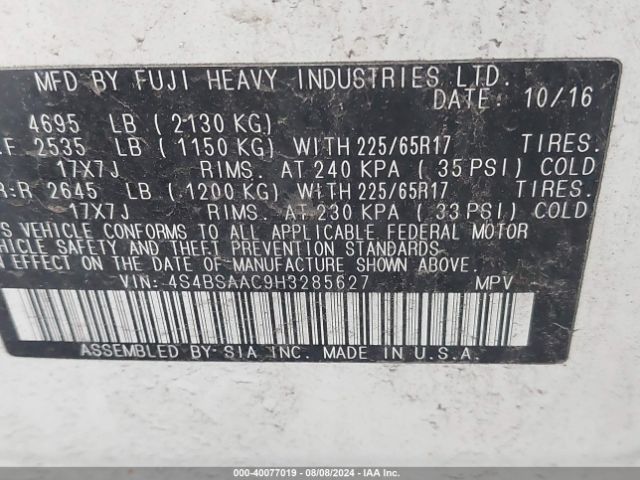 MFD BY FUJI HEAVY INDUSTRIES LTD.
DATE: 10/16
4695 LB (2130 KG)
F 2535 LB (1150 KG) WITH 225/65R17 TIRES.
17X7J RIMS. AT 240 KPA (35 PSI) COLD
R:R 2645 LB (1200 KG) WITH 225/65R17 TIRES.
17X7J RIMS. AT 230 KPA (33 PSI) COLD
S VEHICLE CONFORMS TO ALL APPLICABLE FEDERAL MOTOR
HICLE SAFETY AND THEFT PREVENTION STANDARDS
N EFFECT ON THE DATE OF MANUFACTURE SHOWN ABOVE.
VIN: 4S4BSAAC9H3285627 MPV
ASSEMBLED BY SIA INC. MADE IN U.S.A.
000-40077019 - 08/08/2024 - IAA Inc.